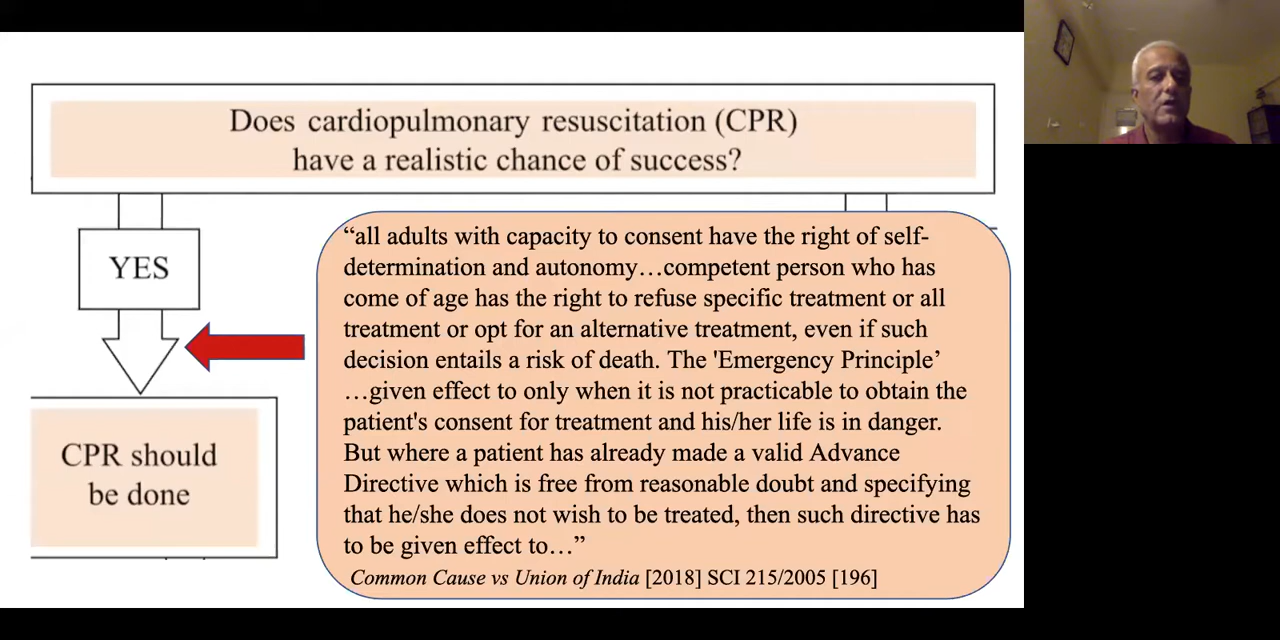 Does cardiopulmonary resuscitation (CPR)
have a realistic chance of success?
YES
CPR should
be done
“all adults with capacity to consent have the right of self-
determination and autonomy…competent person who has
come of age has the right to refuse specific treatment or all
treatment or opt for an alternative treatment, even if such
decision entails a risk of death. The 'Emergency Principle’
…given effect to only when it is not practicable to obtain the
patient's consent for treatment and his/her life is in danger.
But where a patient has already made a valid Advance
Directive which is free from reasonable doubt and specifying
that he/she does not wish to be treated, then such directive has
to be given effect to…”
Common Cause vs Union of India [2018] SCI 215/2005 [196]